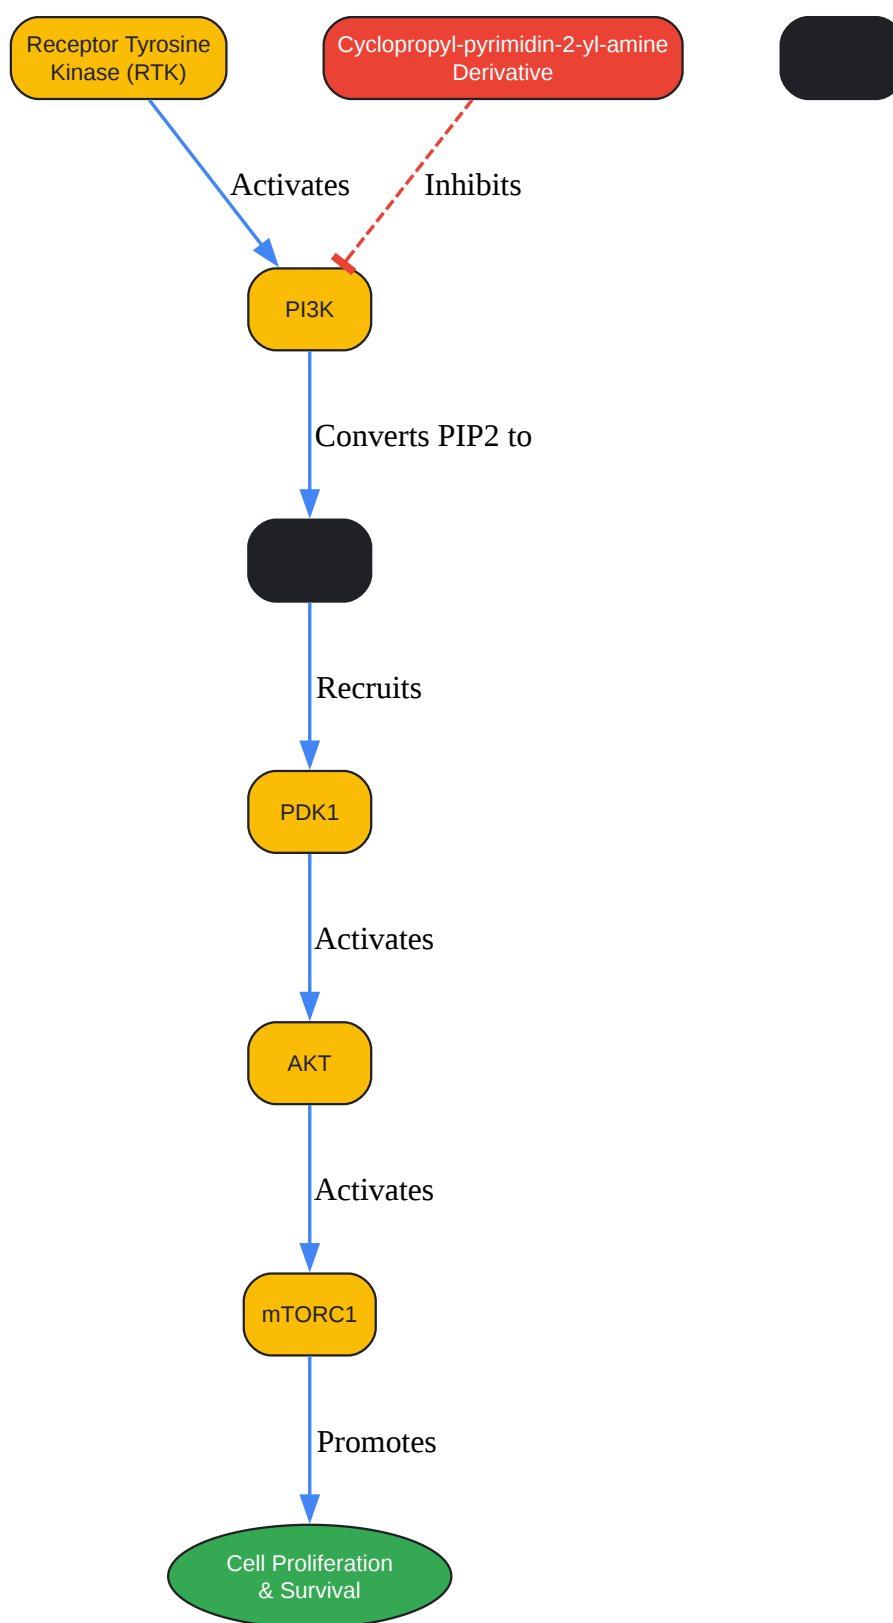 Receptor Tyrosine
Kinase (RTK)
Cyclopropyl-pyrimidin-2-yl-amine
Derivative
Activates
Inhibits
PI3K
Converts PIP2 to
Recruits
PDK1
Activates
AKT
Activates
mTORC1
Promotes
Cell Proliferation
& Survival